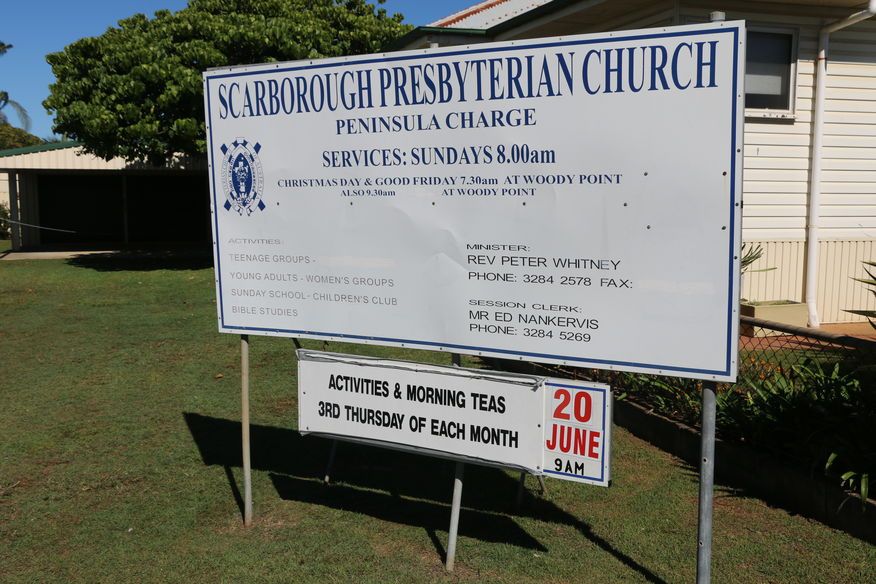 SCARBOROUGH PRESBYTERIAN CHURCH
PENINSULA CHARGE
SERVICES: SUNDAYS 8.00am
CHRISTMAS DAY & GOOD FRIDAY 7.30am AT WOODY POINT
ALSO 9.30am AT WOODY POINT
ACTIVITIES:
TEENAGE GROUPS -
YOUNG ADULTS - WOMEN'S GROUPS
SUNDAY SCHOOL - CHILDREN'S CLUB
BIBLE STUDIES
MINISTER:
REV PETER WHITNEY
PHONE: 3284 2578 FAX:
SESSION CLERK:
MR ED NANKERVIS
PHONE: 3284 5269
ACTIVITIES & MORNING TEAS
3RD THURSDAY OF EACH MONTH
20
JUNE
9AM